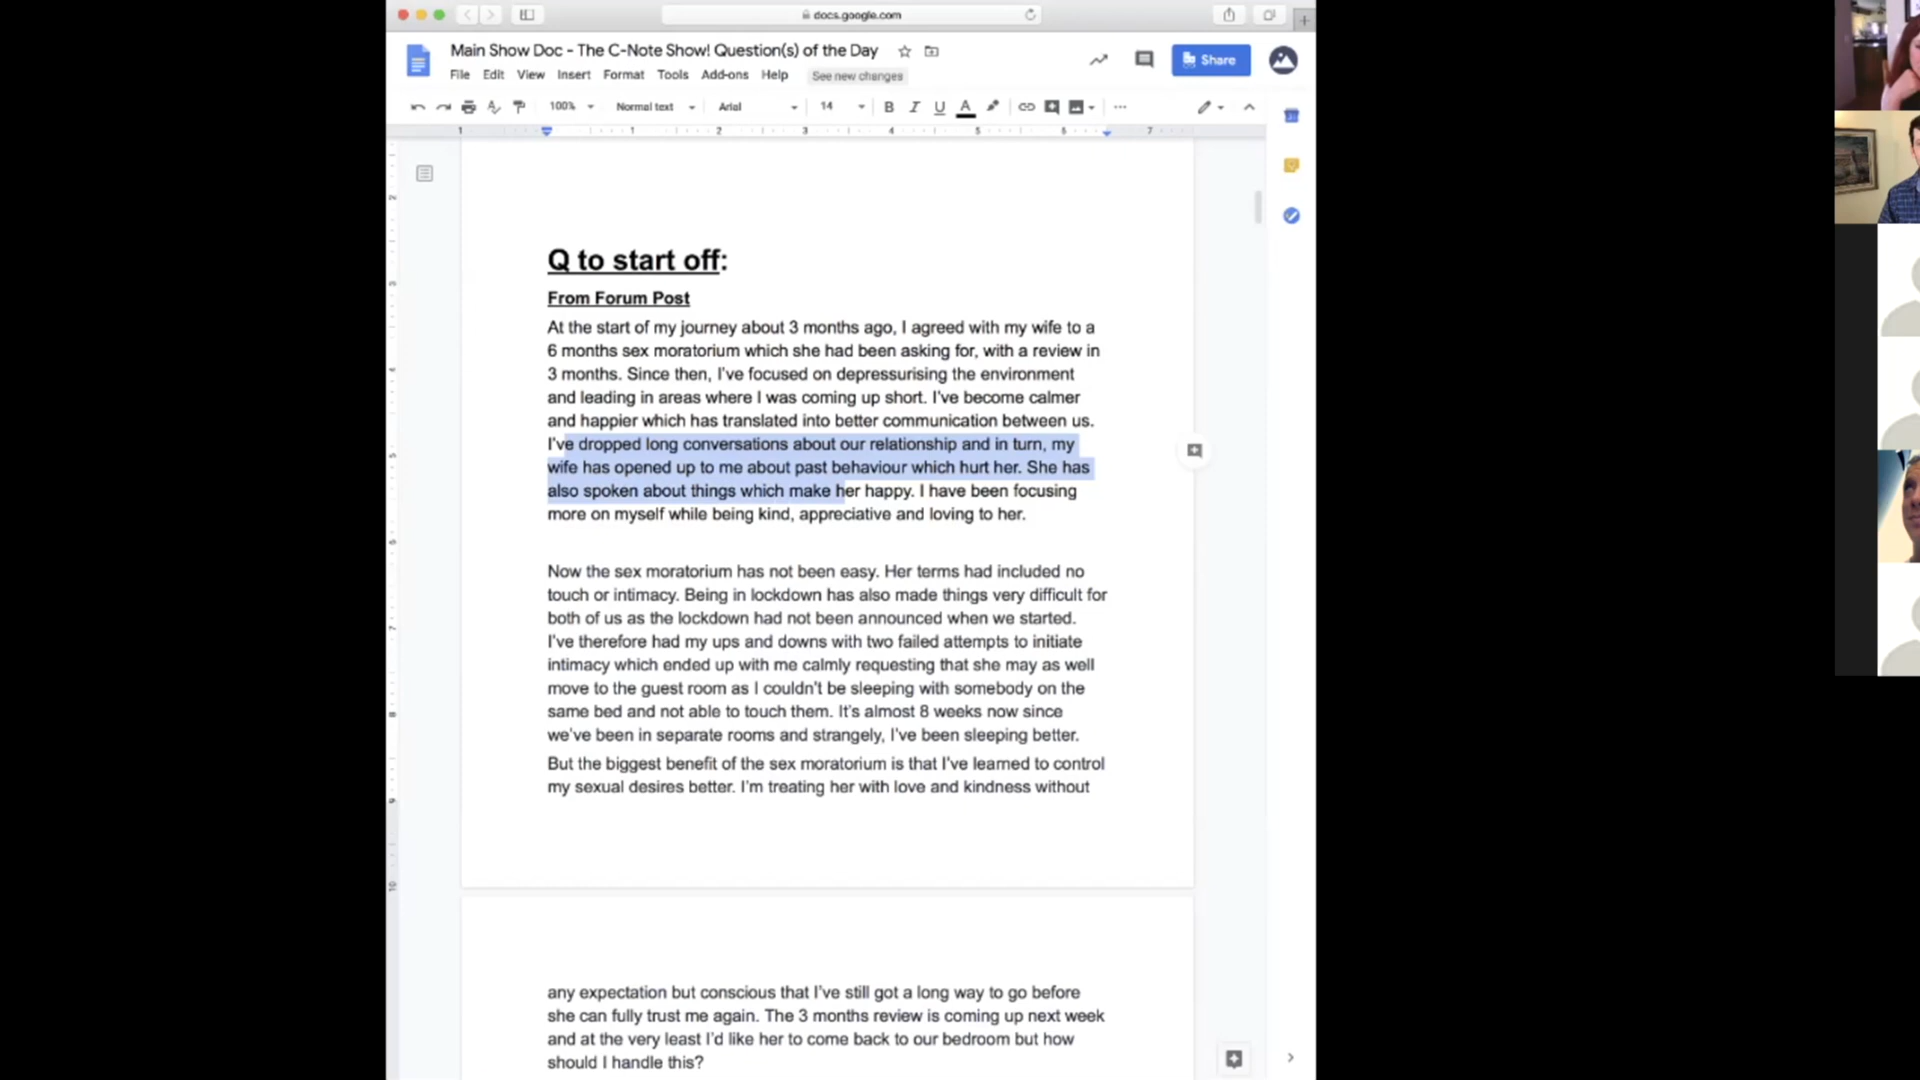 docs.google.com
Main Show Doc - The C-Note Show! Question(s) of the Day
File Edit View Insert Format Tools Add-ons Help See new changes
Share
100% Normal text Arial 14 B I U A
1 1 2 3 4 5 6 7
Q to start off:
From Forum Post
At the start of my journey about 3 months ago, I agreed with my wife to a
6 months sex moratorium which she had been asking for, with a review in
3 months. Since then, I've focused on depressurising the environment
and leading in areas where I was coming up short. I've become calmer
and happier which has translated into better communication between us.
I've dropped long conversations about our relationship and in turn, my
wife has opened up to me about past behaviour which hurt her. She has
also spoken about things which make her happy. I have been focusing
more on myself while being kind, appreciative and loving to her.
Now the sex moratorium has not been easy. Her terms had included no
touch or intimacy. Being in lockdown has also made things very difficult for
both of us as the lockdown had not been announced when we started.
I've therefore had my ups and downs with two failed attempts to initiate
intimacy which ended up with me calmly requesting that she may as well
move to the guest room as I couldn't be sleeping with somebody on the
same bed and not able to touch them. It's almost 8 weeks now since
we've been in separate rooms and strangely, I've been sleeping better.
But the biggest benefit of the sex moratorium is that I've learned to control
my sexual desires better. I'm treating her with love and kindness without
any expectation but conscious that I've still got a long way to go before
she can fully trust me again. The 3 months review is coming up next week
and at the very least I'd like her to come back to our bedroom but how
should I handle this?